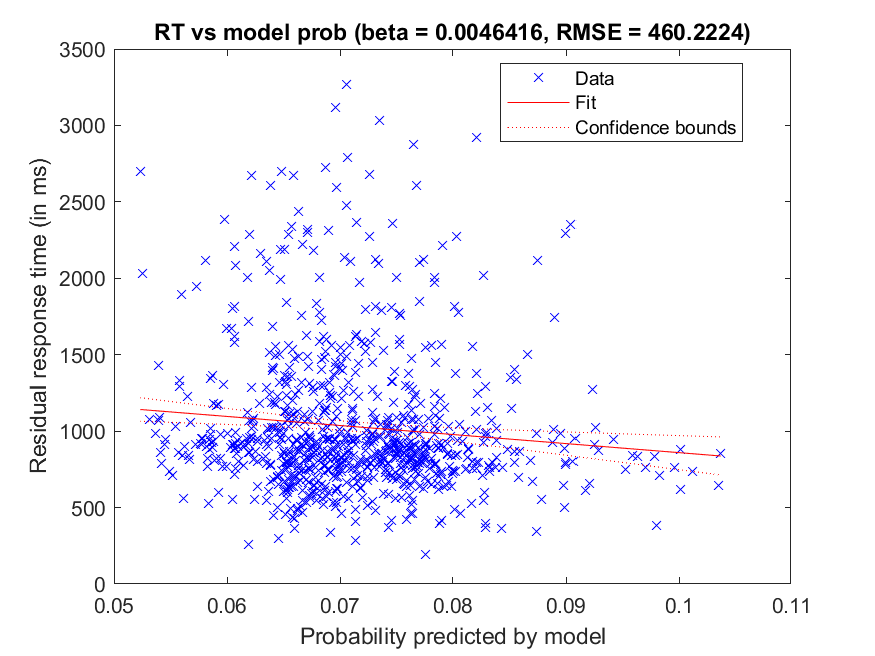 RT vs model prob (beta = 0.0046416, RMSE = 460.2224)
3500
3000
2500
2000
1500
1000
500
0
Residual response time (in ms)
Data
Fit
Confidence bounds
0.05 0.06 0.07 0.08 0.09 0.1 0.11
Probability predicted by model